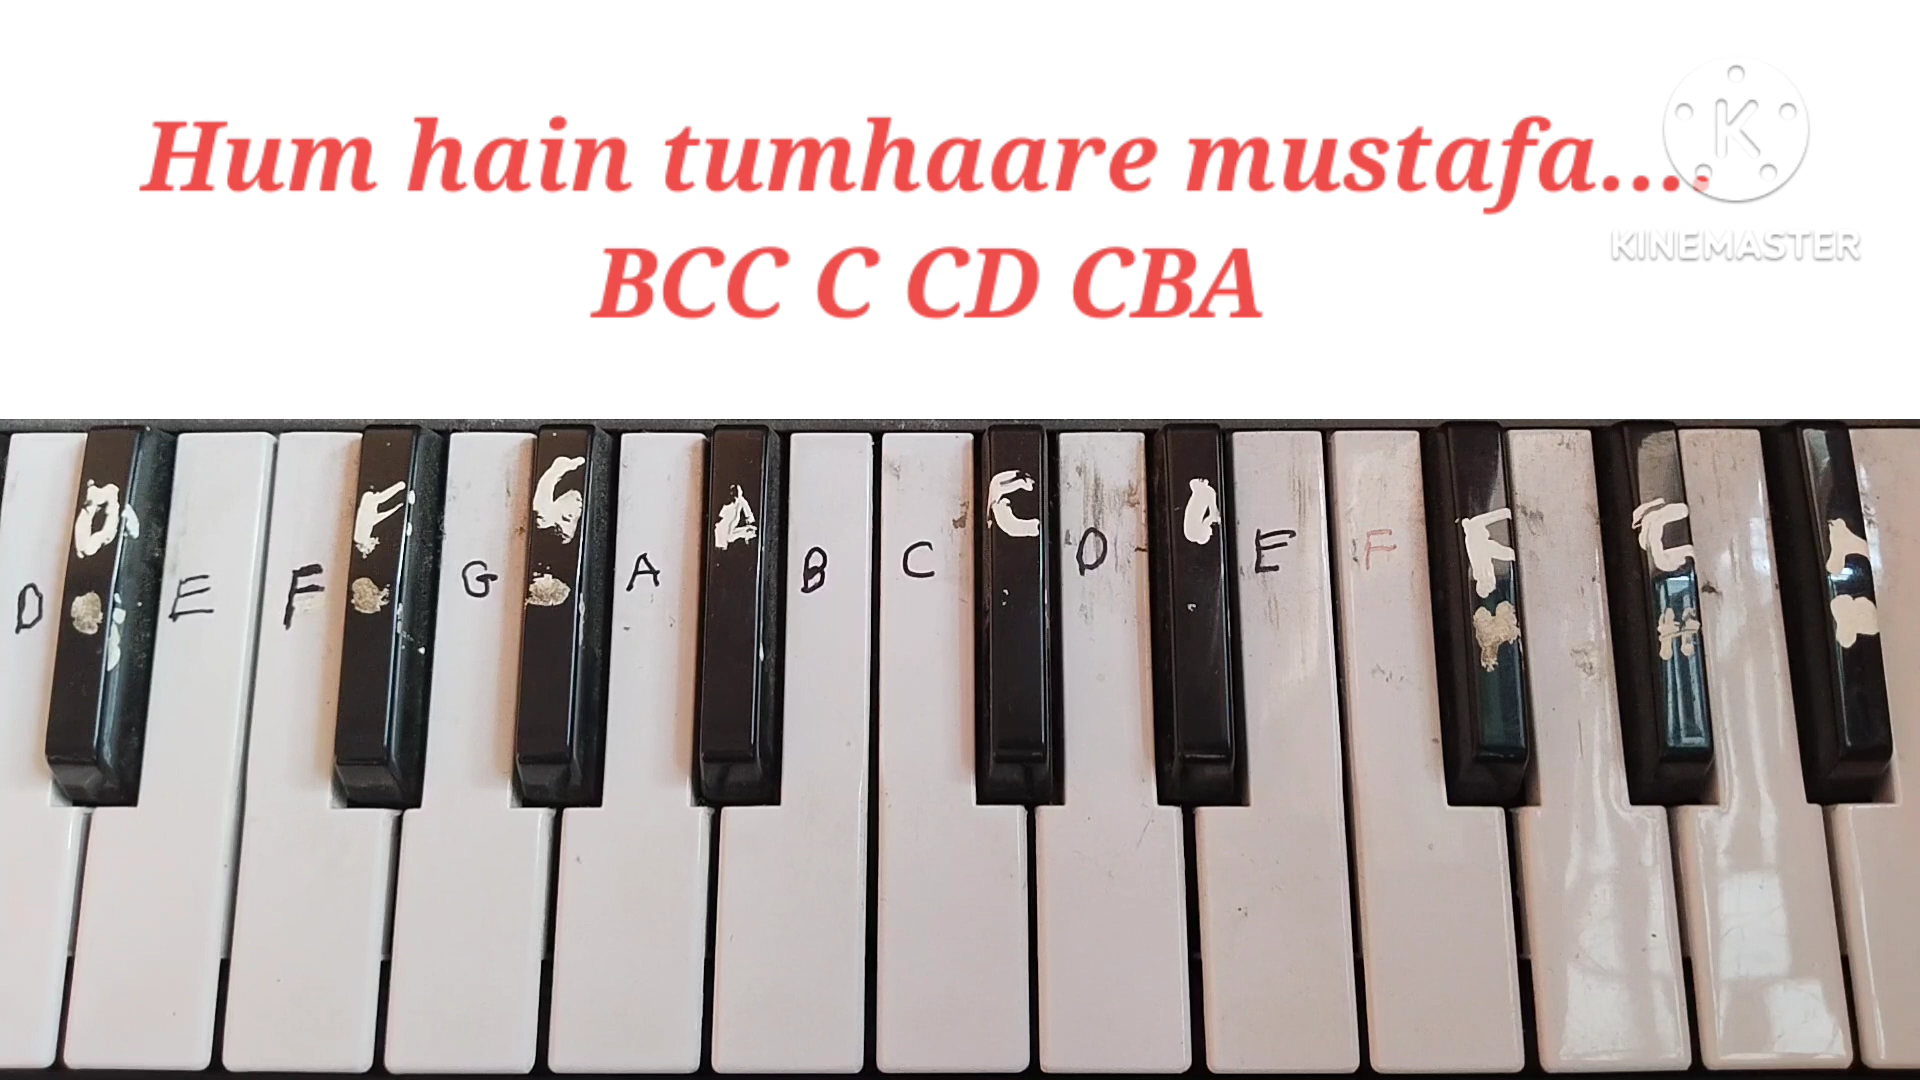 Hum hain tumhaare mustafa....
BCC C CD CBA
K
KINEMASTER
D F G A C D F G
D E F G A B C D E F
#